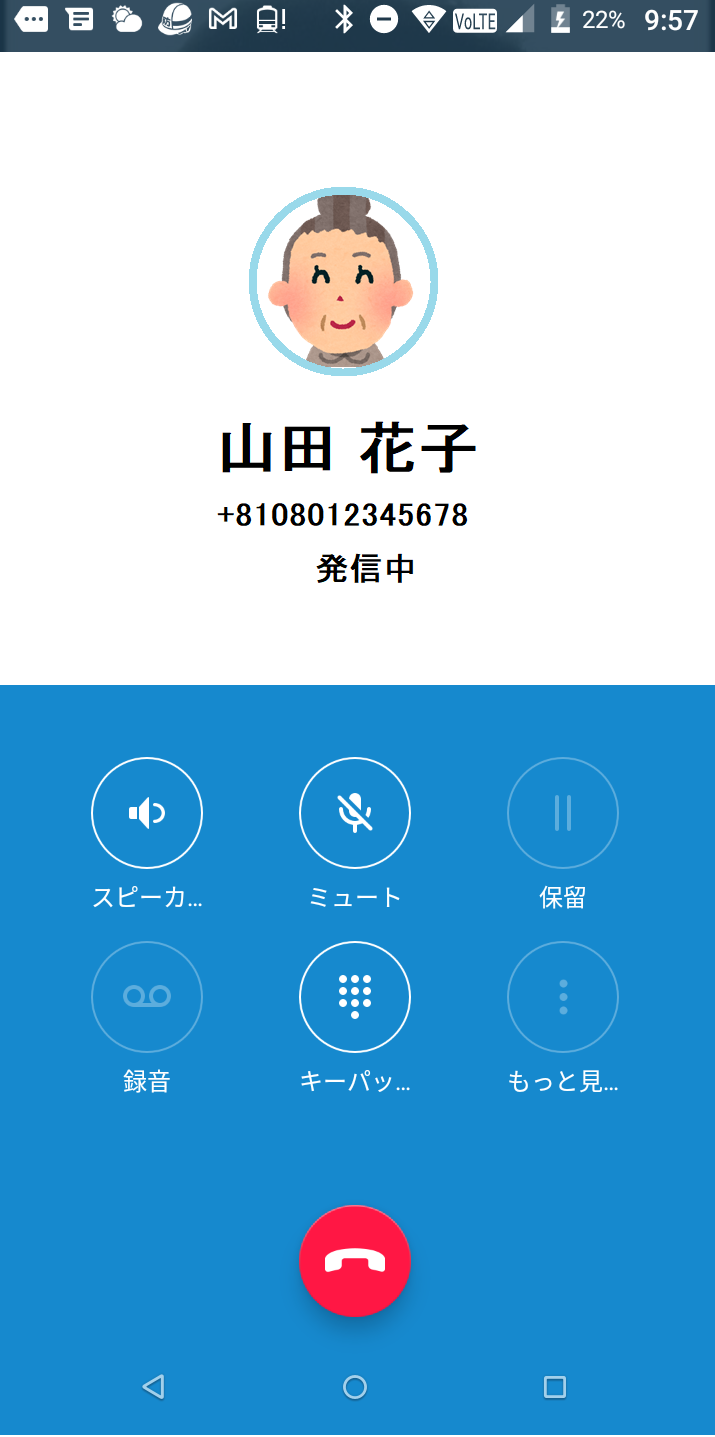 VoLTE 22% 9:57
山田 花子
+8108012345678
発信中
スピーカ... ミュート 保留
録音 キーパッ... もっと見...